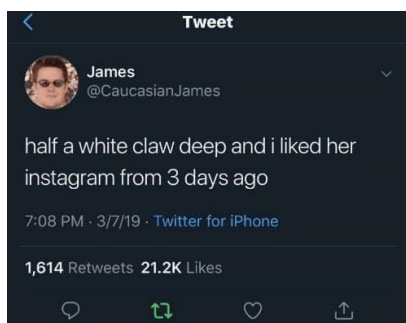 Tweet
James
@CaucasianJames
half a white claw deep and i liked her
instagram from 3 days ago
7:08 PM · 3/7/19 · Twitter for iPhone
1,614 Retweets 21.2K Likes